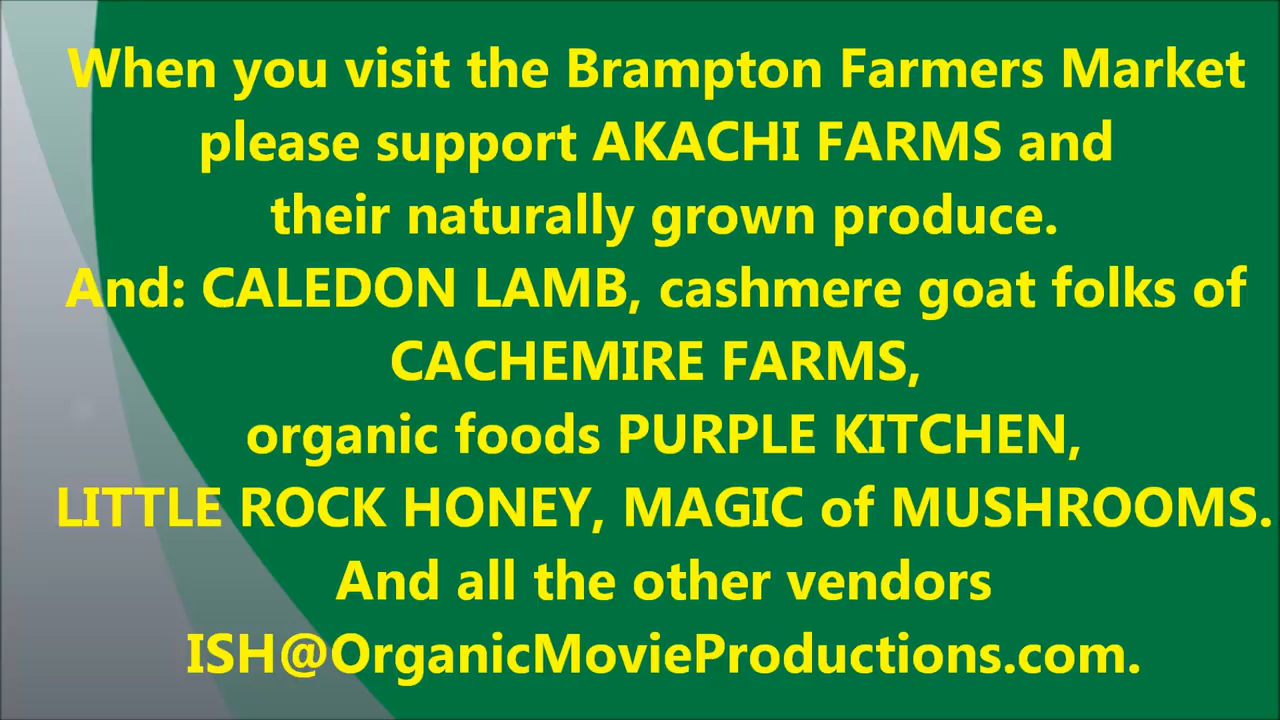 When you visit the Brampton Farmers Market
please support AKACHI FARMS and
their naturally grown produce.
And: CALEDON LAMB, cashmere goat folks of
CACHEMIRE FARMS,
organic foods PURPLE KITCHEN,
LITTLE ROCK HONEY, MAGIC of MUSHROOMS.
And all the other vendors
ISH@OrganicMovieProductions.com.